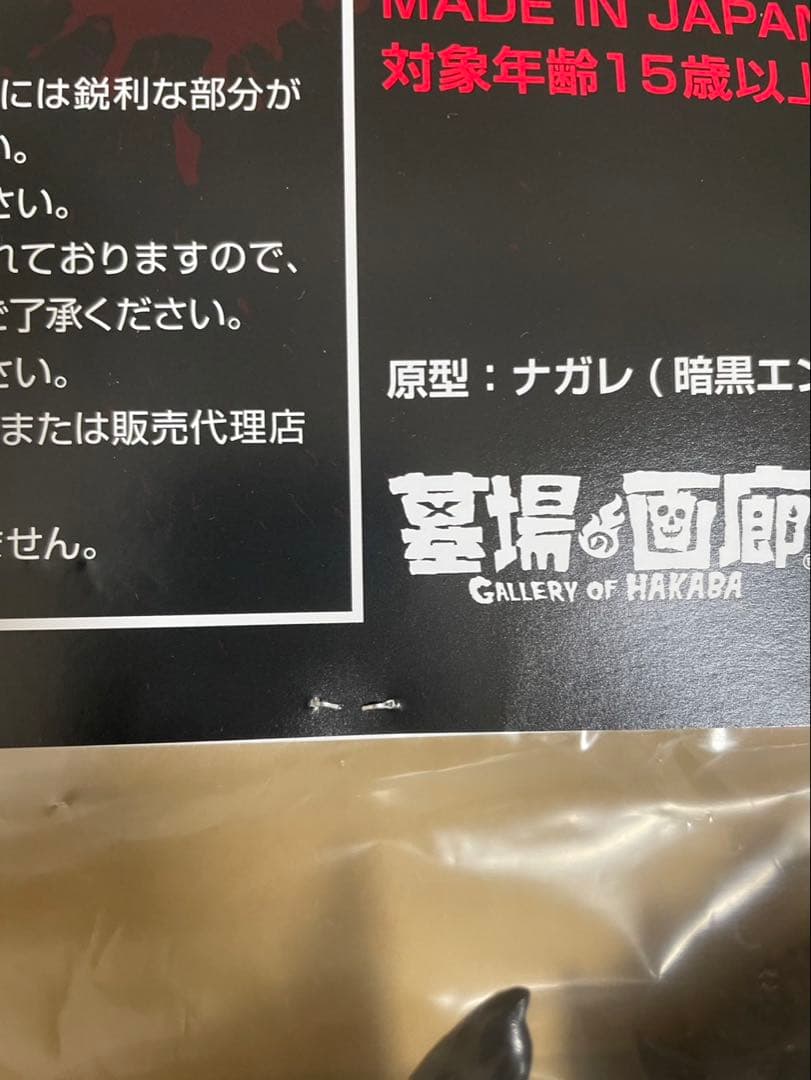 には鋭利な部分が
い。
さい。
れておりますので、
ご了承ください。
さい。
または販売代理店
ません。
MADE IN JAPAN
対象年齢15歳以上
原型：ナガレ(暗黒エン
墓場の画廊
GALLERY OF HAKABA